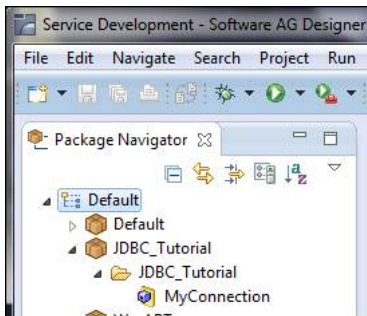 Service Development - Software AG Designer
File Edit Navigate Search Project Run
Package Navigator
Default
Default
JDBC_Tutorial
JDBC_Tutorial
MyConnection